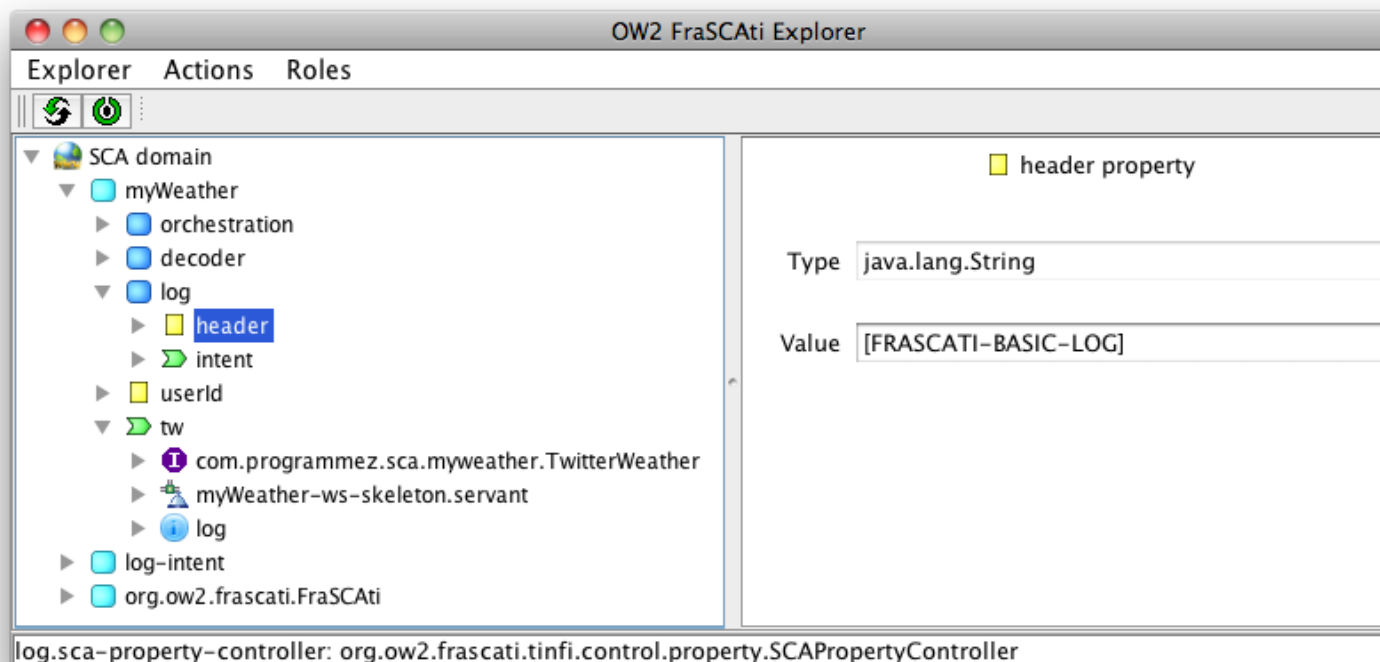 OW2 FraSCAti Explorer
Explorer Actions Roles
SCA domain
myWeather
orchestration
decoder
log
header
intent
userId
tw
com.programmez.sca.myweather.TwitterWeather
myWeather-ws-skeleton.servant
log
log-intent
org.ow2.frascati.FraSCAti
header property
Type java.lang.String
Value [FRASCATI-BASIC-LOG]
log.sca-property-controller: org.ow2.frascati.tinfi.control.property.SCAPropertyController